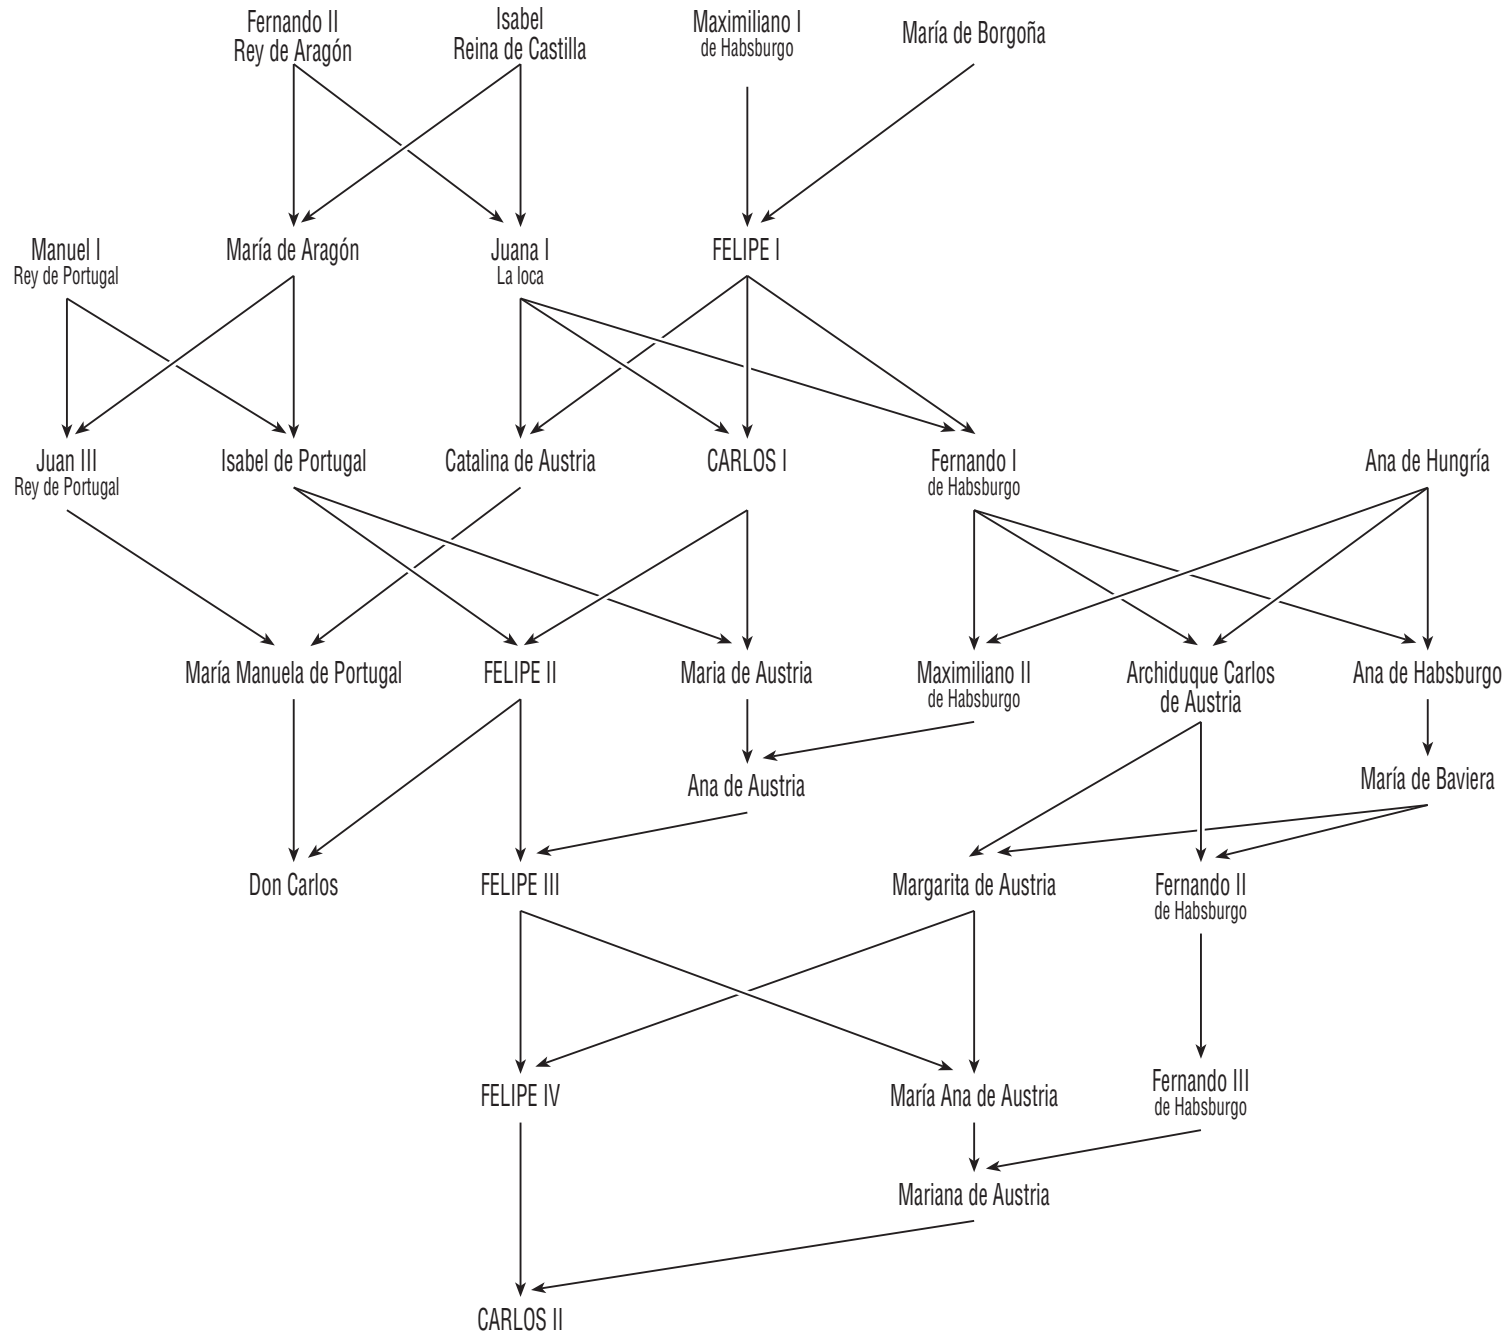 Fernando II
Rey de Aragón
Isabel
Reina de Castilla
Maximiliano I
de Habsburgo
María de Borgoña
Manuel I
Rey de Portugal
María de Aragón
Juana I
La loca
FELIPE I
Juan III
Rey de Portugal
Isabel de Portugal
Catalina de Austria
CARLOS I
Fernando I
de Habsburgo
Ana de Hungría
María Manuela de Portugal
FELIPE II
Maria de Austria
Maximiliano II
de Habsburgo
Archiduque Carlos
de Austria
Ana de Habsburgo
Ana de Austria
María de Baviera
Don Carlos
FELIPE III
Margarita de Austria
Fernando II
de Habsburgo
FELIPE IV
María Ana de Austria
Fernando III
de Habsburgo
Mariana de Austria
CARLOS II